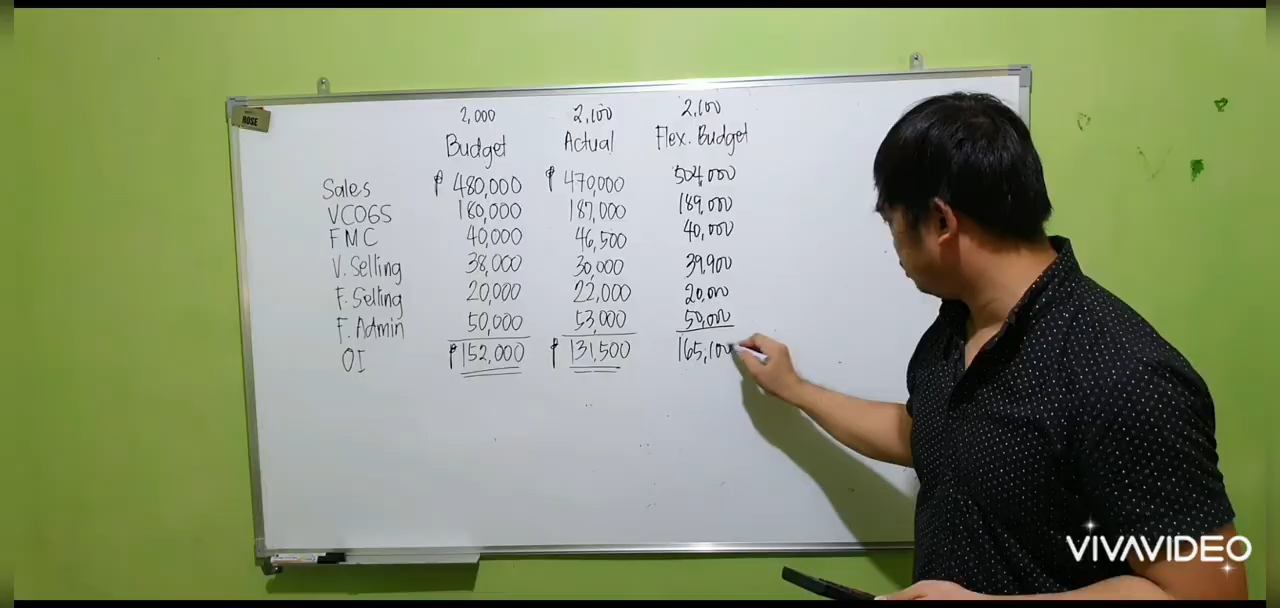 ROSE
2,000 2,100 2,100
Budget Actual Flex. Budget
Sales ₱ 480,000 ₱ 470,000 504,000
VCOGS 180,000 187,000 189,000
FMC 40,000 46,500 40,000
V. Selling 38,000 30,000 39,900
F. Selling 20,000 22,000 20,000
F. Admin 50,000 53,000 50,000
OI ₱ 152,000 ₱ 131,500 165,100
VIVAVIDEO